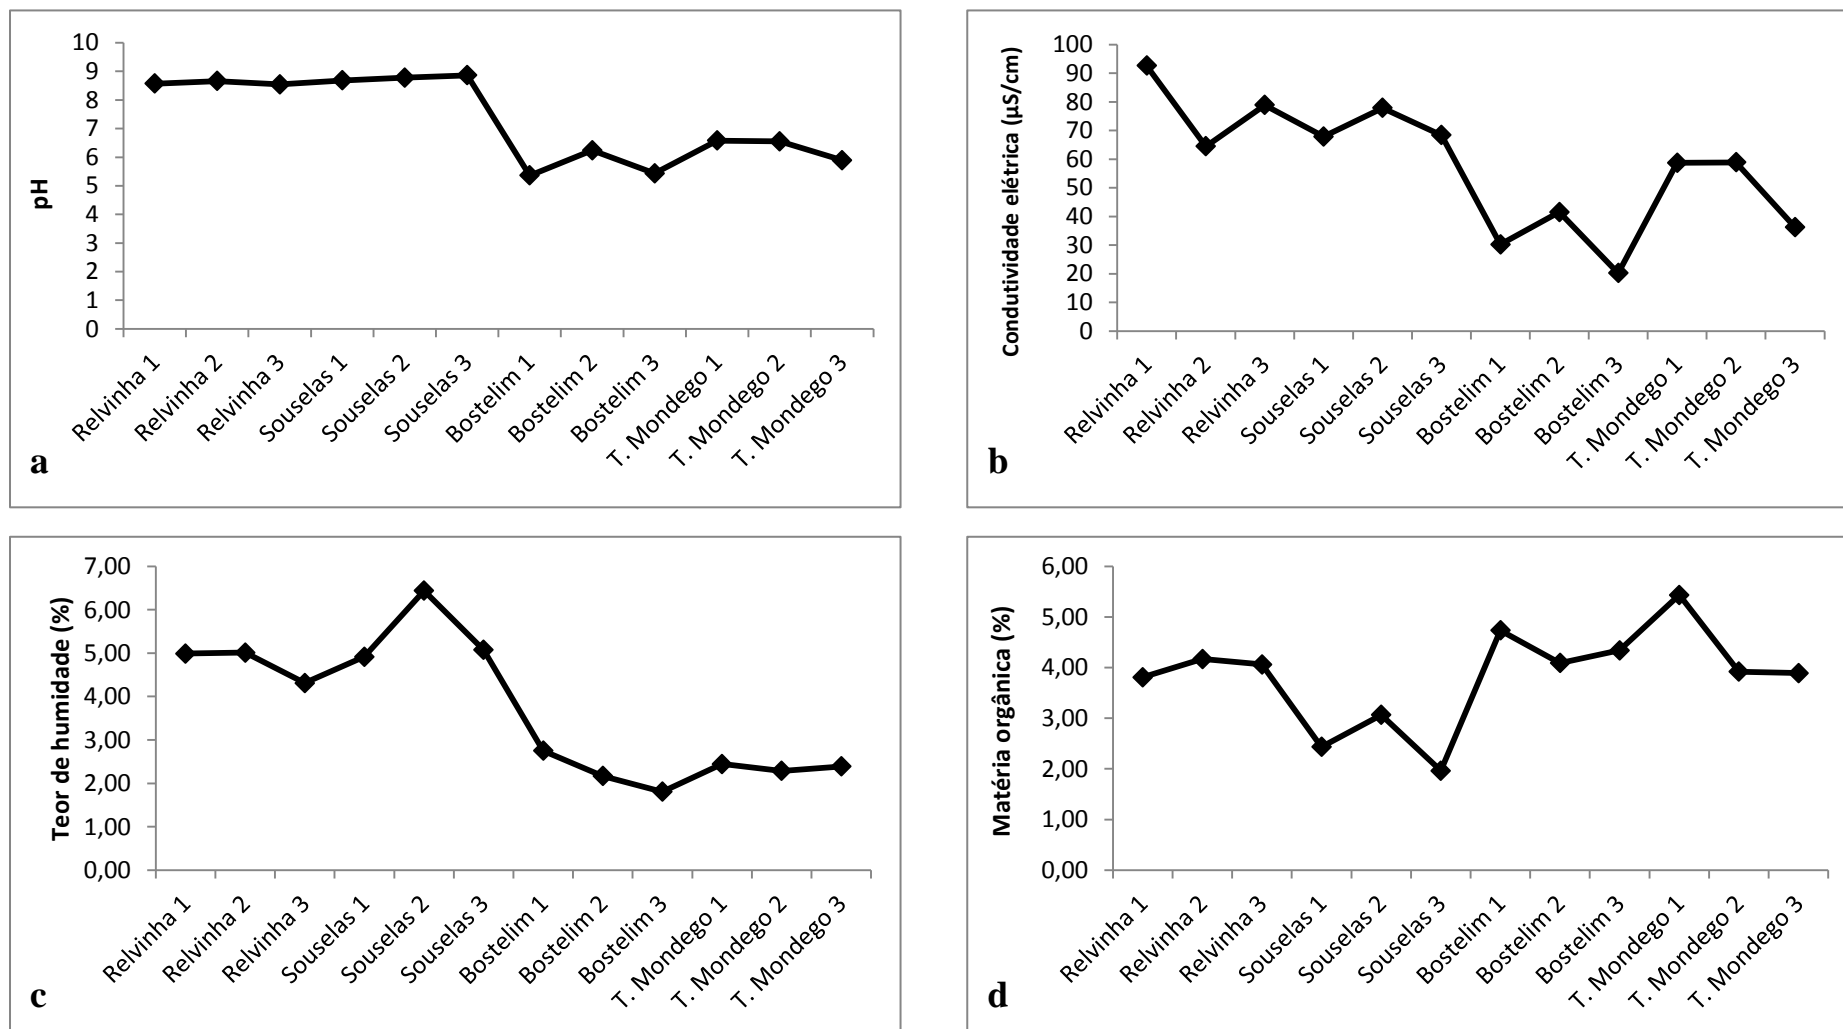 10
9
8
7
6
5
4
3
2
1
0
pH
Relvinha 1
Relvinha 2
Relvinha 3
Souselas 1
Souselas 2
Souselas 3
Bostelim 1
Bostelim 2
Bostelim 3
T. Mondego 1
T. Mondego 2
T. Mondego 3
a
100
90
80
70
60
50
40
30
20
10
0
Condutividade elétrica (µS/cm)
Relvinha 1
Relvinha 2
Relvinha 3
Souselas 1
Souselas 2
Souselas 3
Bostelim 1
Bostelim 2
Bostelim 3
T. Mondego 1
T. Mondego 2
T. Mondego 3
b
7,00
6,00
5,00
4,00
3,00
2,00
1,00
0,00
Teor de humidade (%)
Relvinha 1
Relvinha 2
Relvinha 3
Souselas 1
Souselas 2
Souselas 3
Bostelim 1
Bostelim 2
Bostelim 3
T. Mondego 1
T. Mondego 2
T. Mondego 3
c
6,00
5,00
4,00
3,00
2,00
1,00
0,00
Matéria orgânica (%)
Relvinha 1
Relvinha 2
Relvinha 3
Souselas 1
Souselas 2
Souselas 3
Bostelim 1
Bostelim 2
Bostelim 3
T. Mondego 1
T. Mondego 2
T. Mondego 3
d